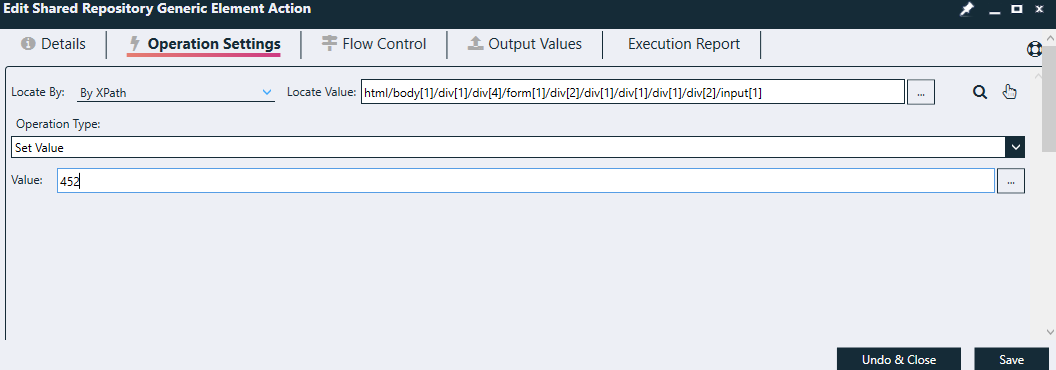 Edit Shared Repository Generic Element Action
Details Operation Settings Flow Control Output Values Execution Report
Locate By: By XPath Locate Value: html/body[1]/div[1]/div[4]/form[1]/div[2]/div[1]/div[1]/div[1]/div[2]/input[1] ...
Operation Type:
Set Value
Value: 452 ...
Undo & Close Save